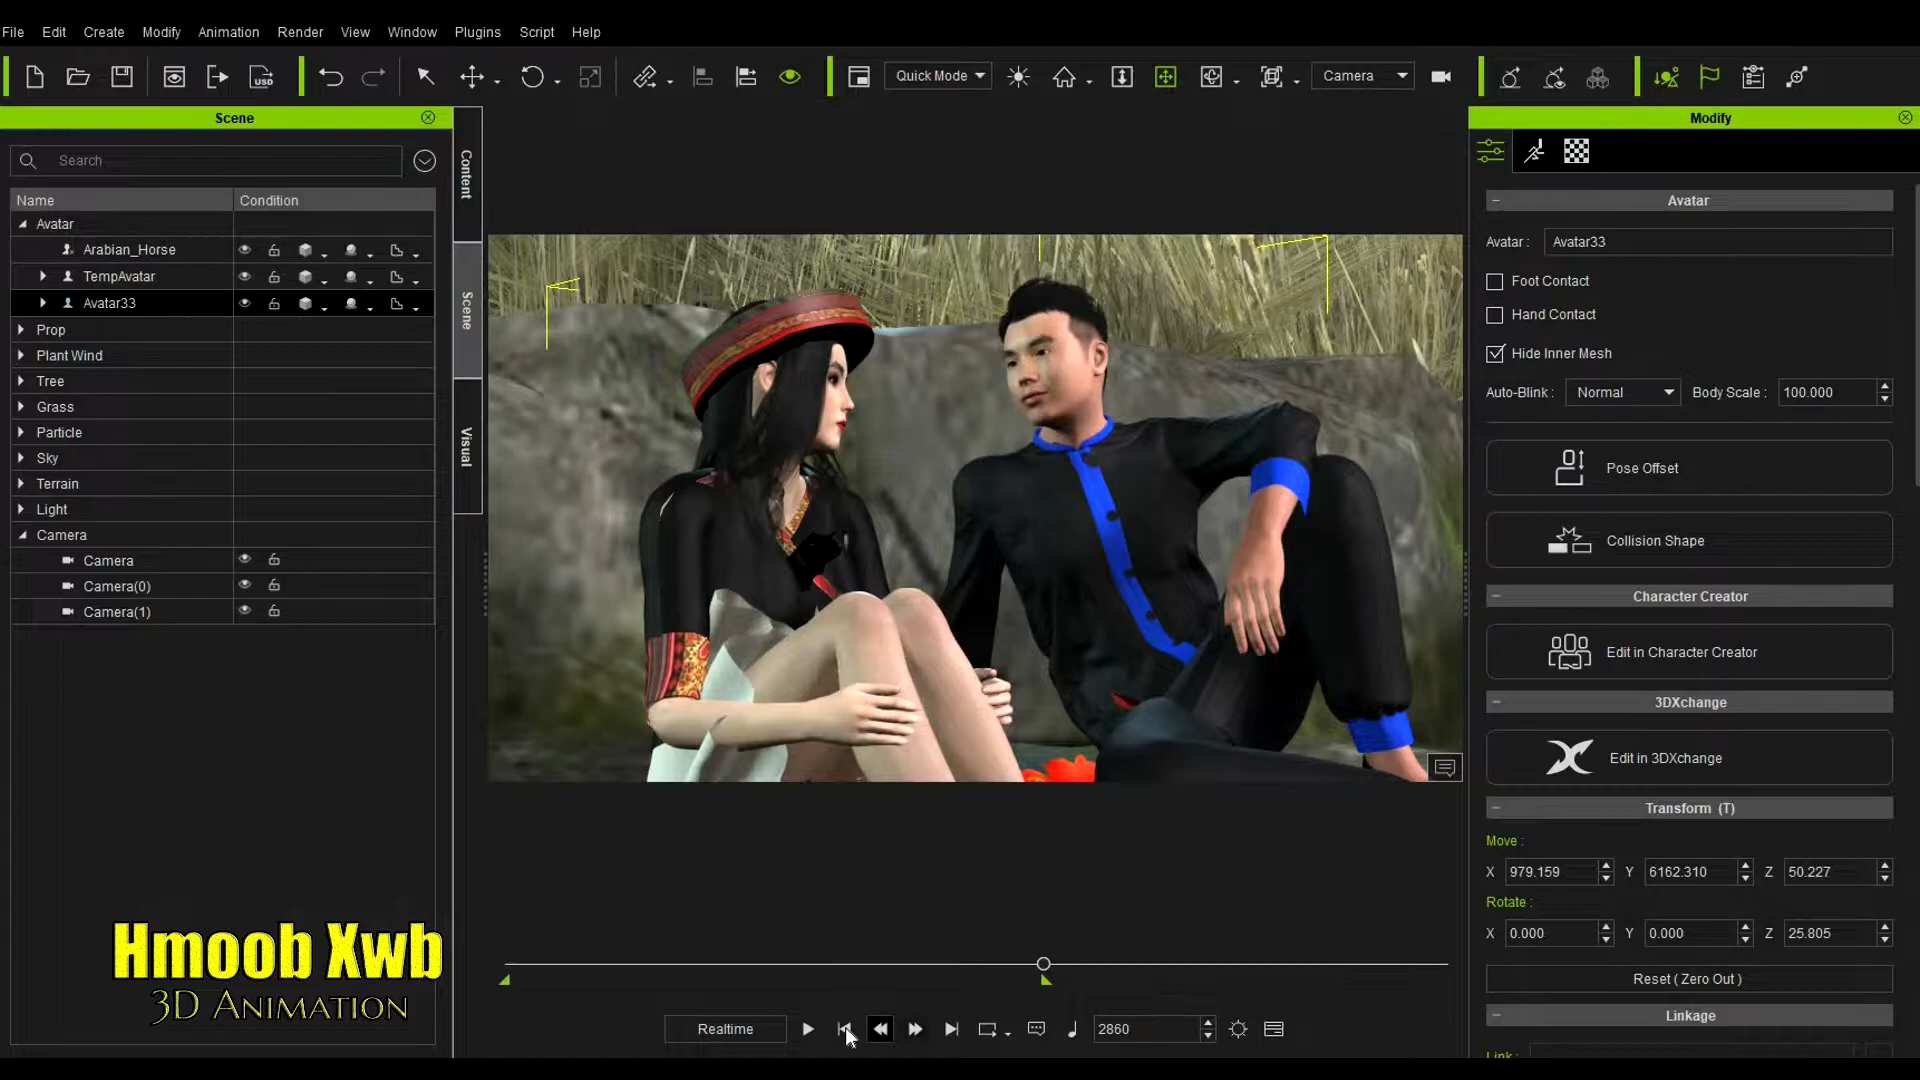 File Edit Create Modify Animation Render View Window Plugins Script Help
USD Quick Mode Camera
Scene
Search
Name Condition
Avatar
Arabian_Horse
TempAvatar
Avatar33
Prop
Plant Wind
Tree
Grass
Particle
Sky
Terrain
Light
Camera
Camera
Camera(0)
Camera(1)
Content
Scene
Visual
Hmoob Xwb
3D Animation
Realtime 2860
Modify
Avatar
Avatar : Avatar33
Foot Contact
Hand Contact
Hide Inner Mesh
Auto-Blink : Normal Body Scale : 100.000
Pose Offset
Collision Shape
Character Creator
Edit in Character Creator
3DXchange
Edit in 3DXchange
Transform (T)
Move :
X 979.159 Y 6162.310 Z 50.227
Rotate :
X 0.000 Y 0.000 Z 25.805
Reset ( Zero Out )
Linkage
Link :